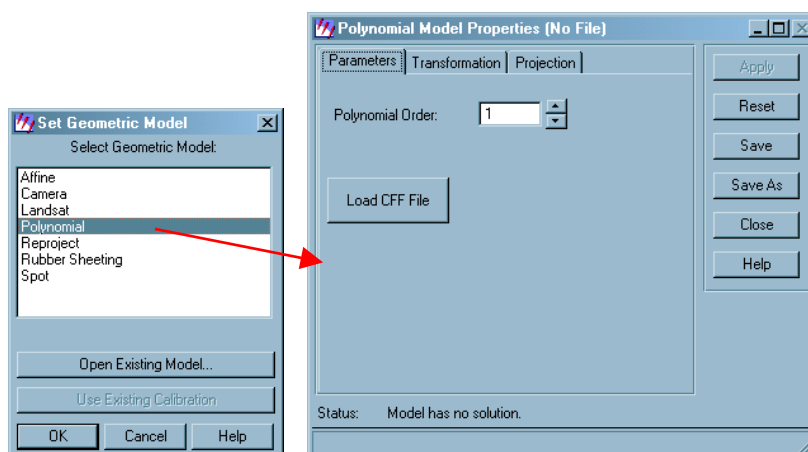 Set Geometric Model
Select Geometric Model:
Affine
Camera
Landsat
Polynomial
Reproject
Rubber Sheeting
Spot
Open Existing Model...
Use Existing Calibration
OK Cancel Help
Polynomial Model Properties (No File)
Parameters Transformation Projection
Polynomial Order: 1
Load CFF File
Apply
Reset
Save
Save As
Close
Help
Status: Model has no solution.